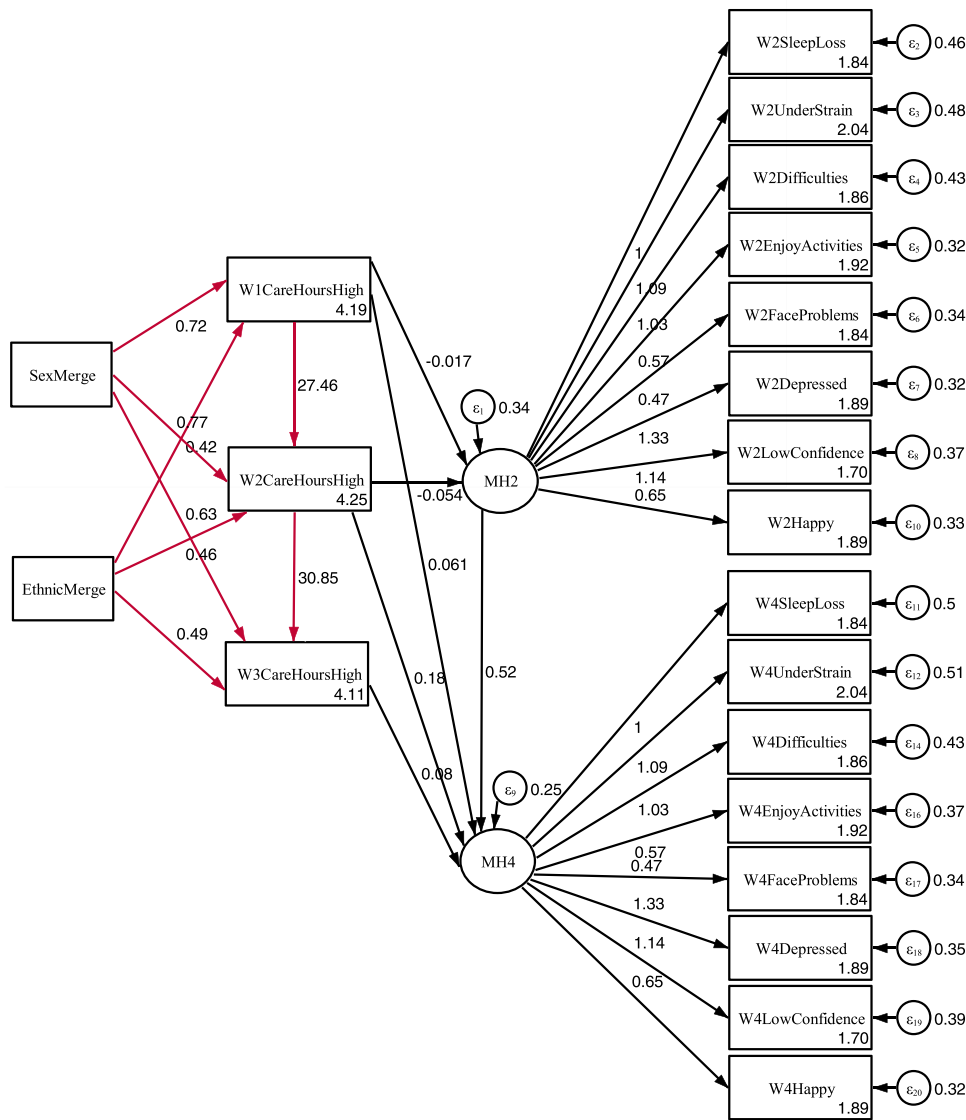 W2SleepLoss
1.84
ε2
0.46
W2UnderStrain
2.04
ε3
0.48
W2Difficulties
1.86
ε4
0.43
W2EnjoyActivities
1.92
ε5
0.32
W2FaceProblems
1.84
ε6
0.34
W2Depressed
1.89
ε7
0.32
W2LowConfidence
1.70
ε8
0.37
W2Happy
1.89
ε10
0.33
1
1.09
1.03
0.57
0.47
1.33
1.14
0.65
W1CareHoursHigh
4.19
SexMerge
0.72
27.46
-0.017
ε1
0.34
0.77
0.42
W2CareHoursHigh
4.25
-0.054
MH2
0.63
0.46
EthnicMerge
30.85
0.061
0.49
W3CareHoursHigh
4.11
0.18
0.52
0.08
ε9
0.25
MH4
W4SleepLoss
1.84
ε11
0.5
W4UnderStrain
2.04
ε12
0.51
W4Difficulties
1.86
ε14
0.43
W4EnjoyActivities
1.92
ε16
0.37
W4FaceProblems
1.84
ε17
0.34
W4Depressed
1.89
ε18
0.35
W4LowConfidence
1.70
ε19
0.39
W4Happy
1.89
ε20
0.32
1
1.09
1.03
0.57
0.47
1.33
1.14
0.65